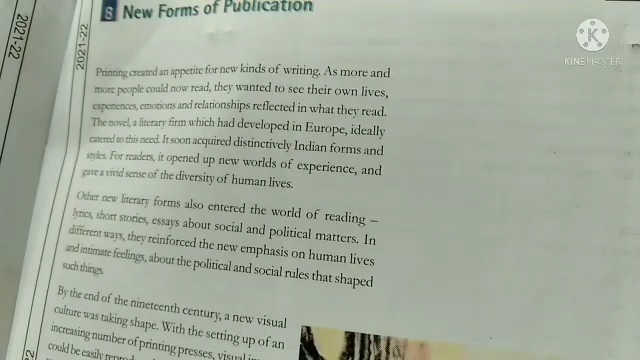 8 New Forms of Publication
KINEMASTER
2021-22
2021-22
Printing created an appetite for new kinds of writing. As more and
more people could now read, they wanted to see their own lives,
experiences, emotions and relationships reflected in what they read.
The novel, a literary firm which had developed in Europe, ideally
catered to this need. It soon acquired distinctively Indian forms and
styles. For readers, it opened up new worlds of experience, and
gave a vivid sense of the diversity of human lives.
Other new literary forms also entered the world of reading –
lyrics, short stories, essays about social and political matters. In
different ways, they reinforced the new emphasis on human lives
and intimate feelings, about the political and social rules that shaped
such things.
By the end of the nineteenth century, a new visual
culture was taking shape. With the setting up of an
increasing number of printing presses, visual
could be easily